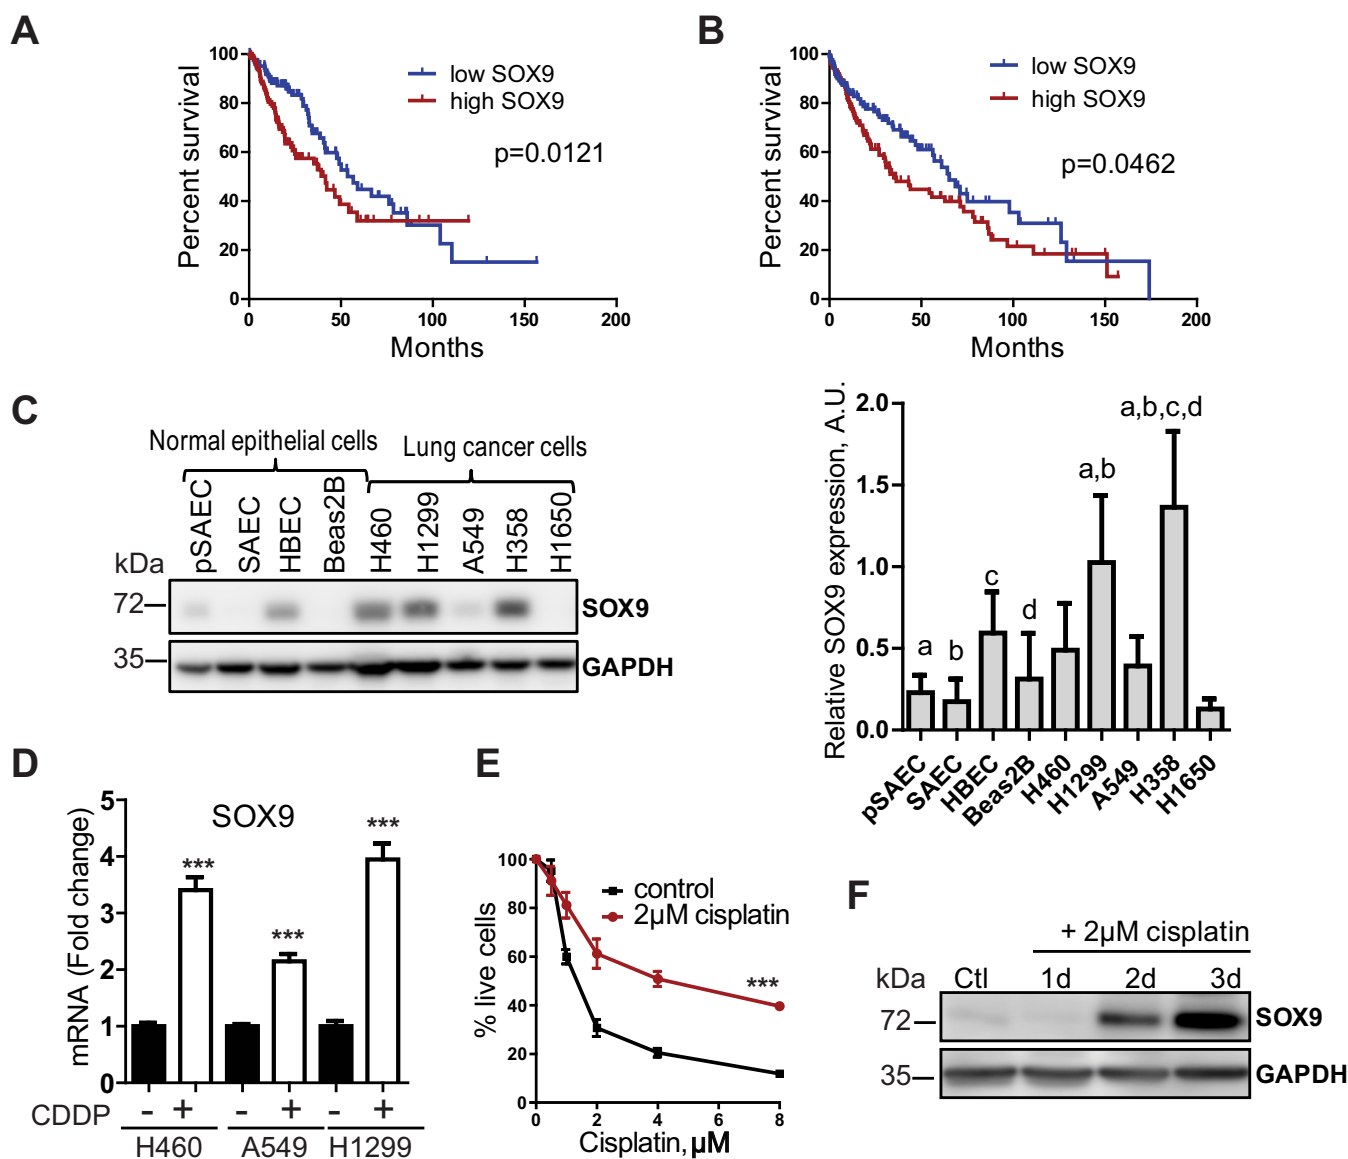 A
100
80
60
40
20
0
Percent survival
low SOX9
high SOX9
p=0.0121
0 50 100 150 200
Months
B
100
80
60
40
20
0
Percent survival
low SOX9
high SOX9
p=0.0462
0 50 100 150 200
Months
C
Normal epithelial cells
Lung cancer cells
kDa
pSAEC
SAEC
HBEC
Beas2B
H460
H1299
A549
H358
H1650
72
SOX9
35
GAPDH
Relative SOX9 expression, A.U.
2.0
1.5
1.0
0.5
0.0
a b c d a,b a,b,c,d
pSAEC
SAEC
HBEC
Beas2B
H460
H1299
A549
H358
H1650
D
SOX9
mRNA (Fold change)
5
4
3
2
1
0
*** *** ***
CDDP - + - + - +
H460 A549 H1299
E
% live cells
100
80
60
40
20
0
control
2µM cisplatin
***
0 2 4 6 8
Cisplatin, µM
F
+ 2µM cisplatin
kDa Ctl 1d 2d 3d
72
SOX9
35
GAPDH